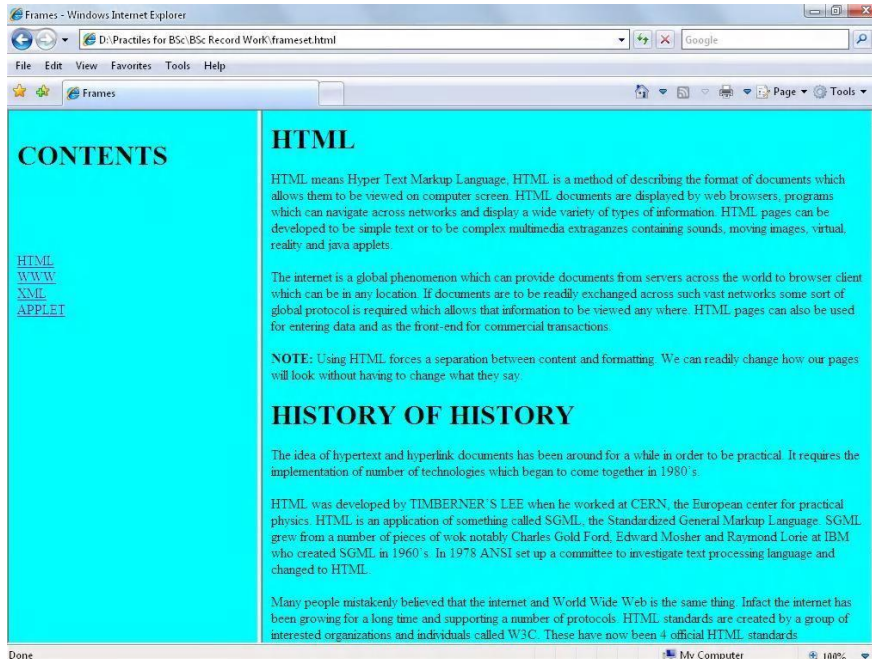 Frames - Windows Internet Explorer
D:\Practiles for BSc\BSc Record WorK\frameset.html
Google
File Edit View Favorites Tools Help
Frames
Page Tools
CONTENTS
HTML
WWW
XML
APPLET
HTML
HTML means Hyper Text Markup Language, HTML is a method of describing the format of documents which
allows them to be viewed on computer screen. HTML documents are displayed by web browsers, programs
which can navigate across networks and display a wide variety of types of information. HTML pages can be
developed to be simple text or to be complex multimedia extraganzes containing sounds, moving images, virtual,
reality and java applets.
The internet is a global phenomenon which can provide documents from servers across the world to browser client
which can be in any location. If documents are to be readily exchanged across such vast networks some sort of
global protocol is required which allows that information to be viewed any where. HTML pages can also be used
for entering data and as the front-end for commercial transactions.
NOTE: Using HTML forces a separation between content and formatting. We can readily change how our pages
will look without having to change what they say.
HISTORY OF HISTORY
The idea of hypertext and hyperlink documents has been around for a while in order to be practical. It requires the
implementation of number of technologies which began to come together in 1980`s.
HTML was developed by TIMBERNER`S LEE when he worked at CERN, the European center for practical
physics. HTML is an application of something called SGML, the Standardized General Markup Language. SGML
grew from a number of pieces of wok notably Charles Gold Ford, Edward Mosher and Raymond Lorie at IBM
who created SGML in 1960`s. In 1978 ANSI set up a committee to investigate text processing language and
changed to HTML.
Many people mistakenly believed that the internet and World Wide Web is the same thing. Infact the internet has
been growing for a long time and supporting a number of protocols. HTML standards are created by a group of
interested organizations and individuals called W3C. These have now been 4 official HTML standards
Done
My Computer
100%